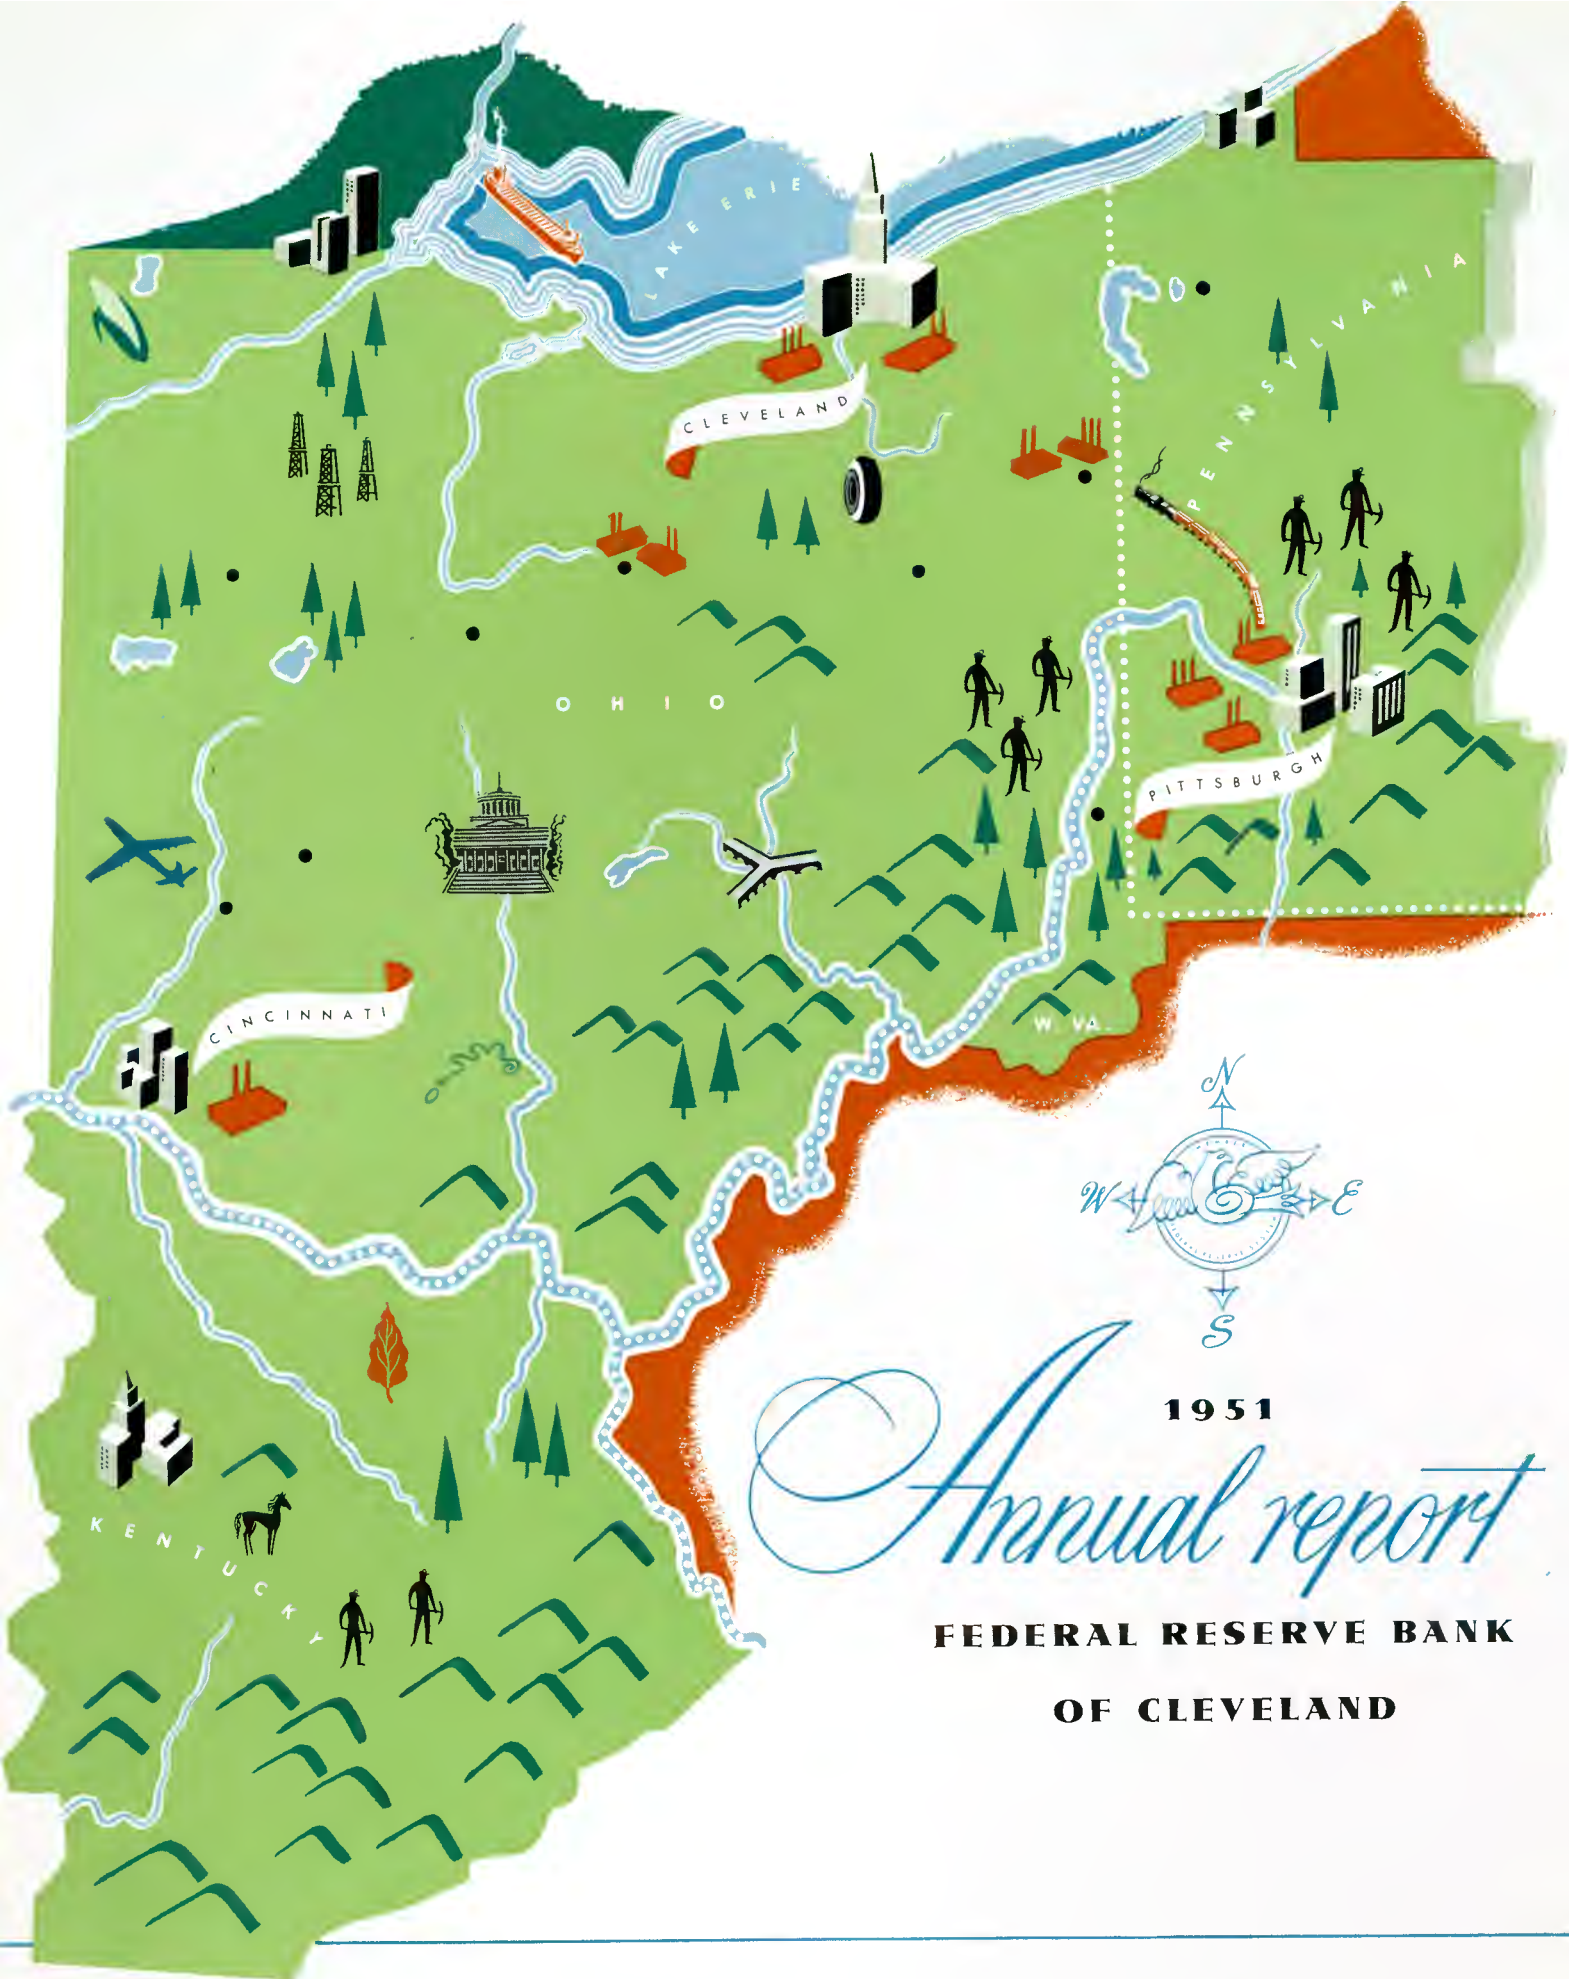 LAKE ERIE
PENNSYLVANIA
CLEVELAND
OHIO
PITTSBURGH
CINCINNATI
W. VA.
N
W E
S
1951
Annual report
KENTUCKY
FEDERAL RESERVE BANK
OF CLEVELAND